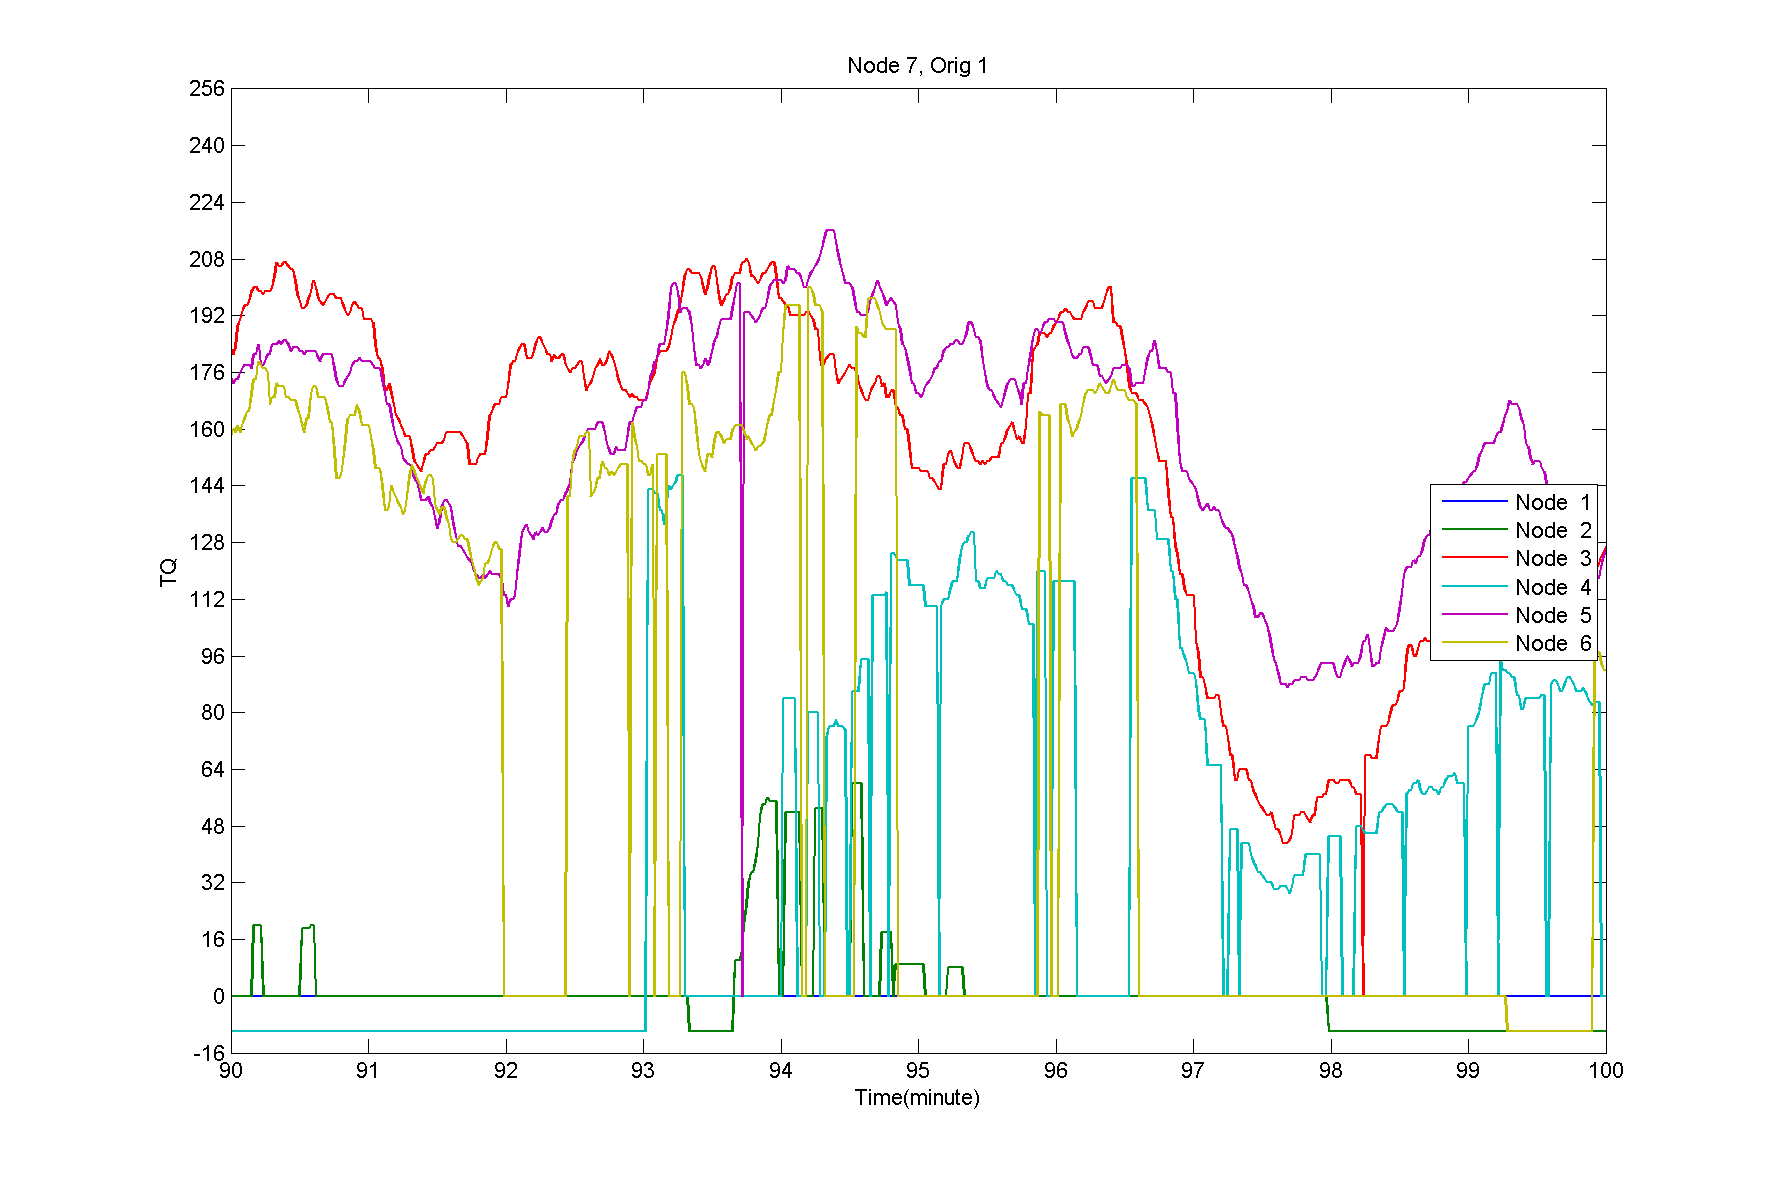 Node 7, Orig 1
256
240
224
208
192
176
160
144
128
112
96
80
64
48
32
16
0
-16
TQ
90 91 92 93 94 95 96 97 98 99 100
Time(minute)
Node 1
Node 2
Node 3
Node 4
Node 5
Node 6